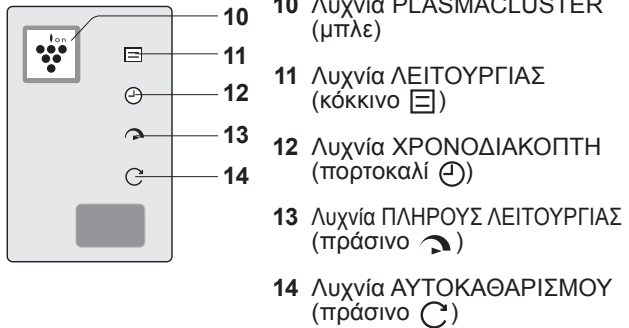 10 Λυχνία PLASMACLUSTER
(μπλε)
11 Λυχνία ΛΕΙΤΟΥΡΓΙΑΣ
(κόκκινο)
12 Λυχνία ΧΡΟΝΟΔΙΑΚΟΠΤΗ
(πορτοκαλί)
13 Λυχνία ΠΛΗΡΟΥΣ ΛΕΙΤΟΥΡΓΙΑΣ
(πράσινο)
14 Λυχνία ΑΥΤΟΚΑΘΑΡΙΣΜΟΥ
(πράσινο)
ion
10
11
12
13
14